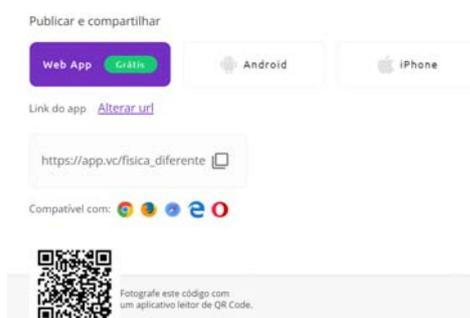 Publicar e compartilhar
Web App Grátis Android iPhone
Link do app Alterar url
https://app.vc/fisica_diferente
Compatível com:
Fotografe este código com
um aplicativo leitor de QR Code.